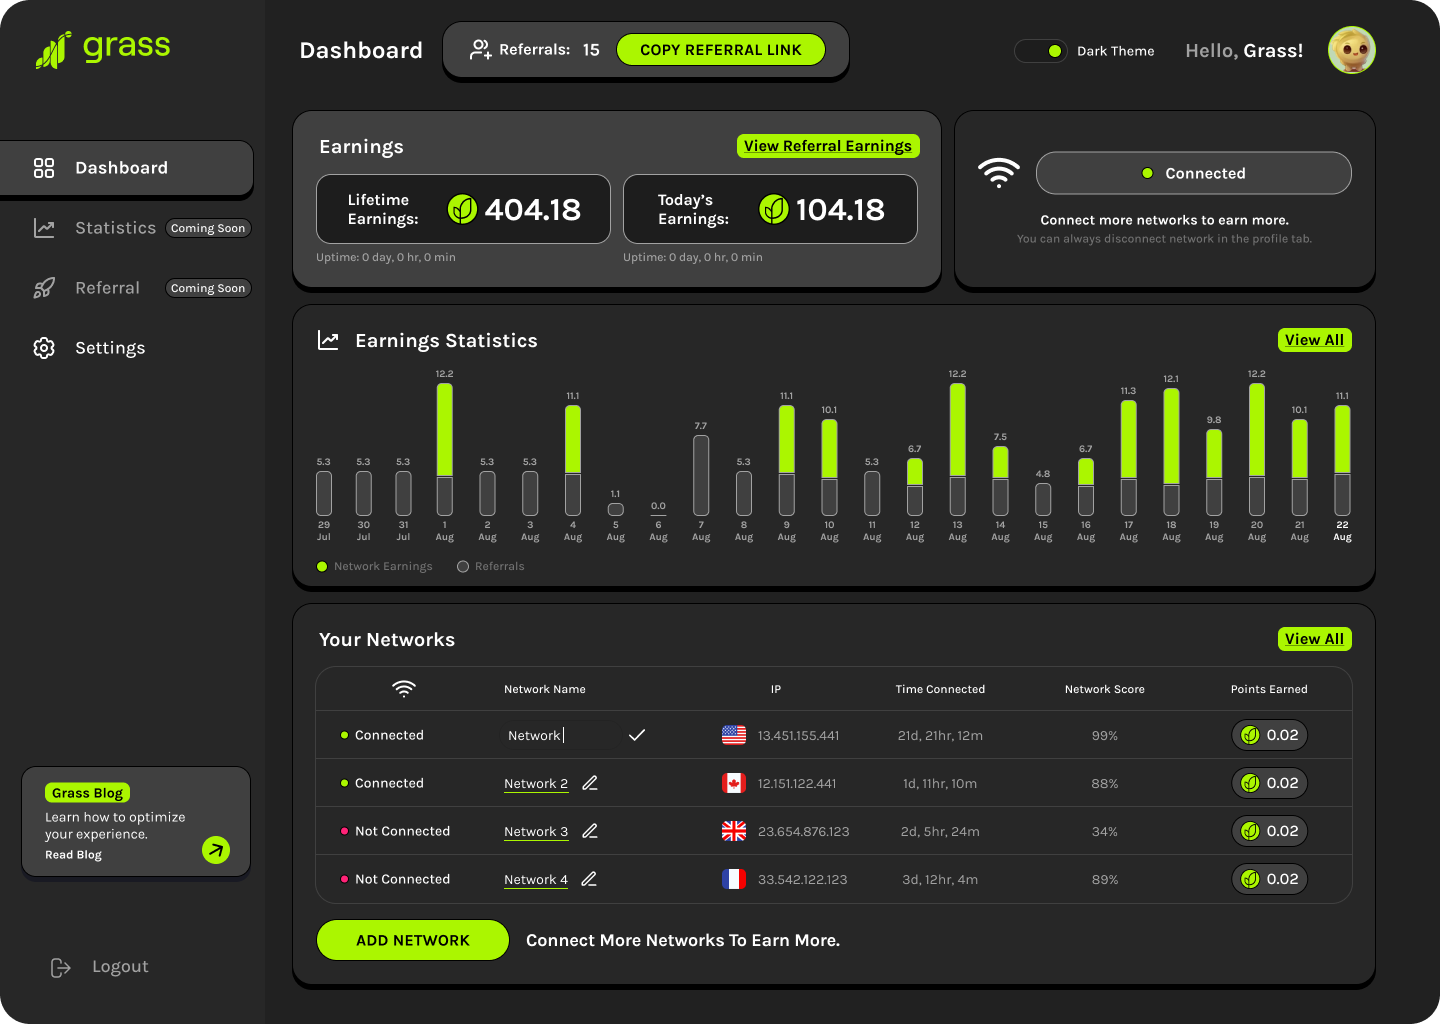 grass
Dashboard
Referrals: 15
COPY REFERRAL LINK
Dark Theme
Hello, Grass!
Dashboard
Statistics
Coming Soon
Referral
Coming Soon
Settings
Grass Blog
Learn how to optimize
your experience.
Read Blog
Logout
Earnings
View Referral Earnings
Lifetime
Earnings:
404.18
Uptime: 0 day, 0 hr, 0 min
Today’s
Earnings:
104.18
Uptime: 0 day, 0 hr, 0 min
Connected
Connect more networks to earn more.
You can always disconnect network in the profile tab.
Earnings Statistics
View All
5.3 5.3 5.3 12.2 5.3 5.3 11.1 1.1 0.0 7.7 5.3 11.1 10.1 5.3 6.7 12.2 7.5 4.8 6.7 11.3 12.1 9.8 12.2 10.1 11.1
29 30 31 1 2 3 4 5 6 7 8 9 10 11 12 13 14 15 16 17 18 19 20 21 22
Jul Jul Jul Aug Aug Aug Aug Aug Aug Aug Aug Aug Aug Aug Aug Aug Aug Aug Aug Aug Aug Aug Aug Aug Aug
Network Earnings Referrals
Your Networks
View All
Network Name IP Time Connected Network Score Points Earned
Connected Network 13.451.155.441 21d, 21hr, 12m 99% 0.02
Connected Network 2 12.151.122.441 1d, 11hr, 10m 88% 0.02
Not Connected Network 3 23.654.876.123 2d, 5hr, 24m 34% 0.02
Not Connected Network 4 33.542.122.123 3d, 12hr, 4m 89% 0.02
ADD NETWORK
Connect More Networks To Earn More.